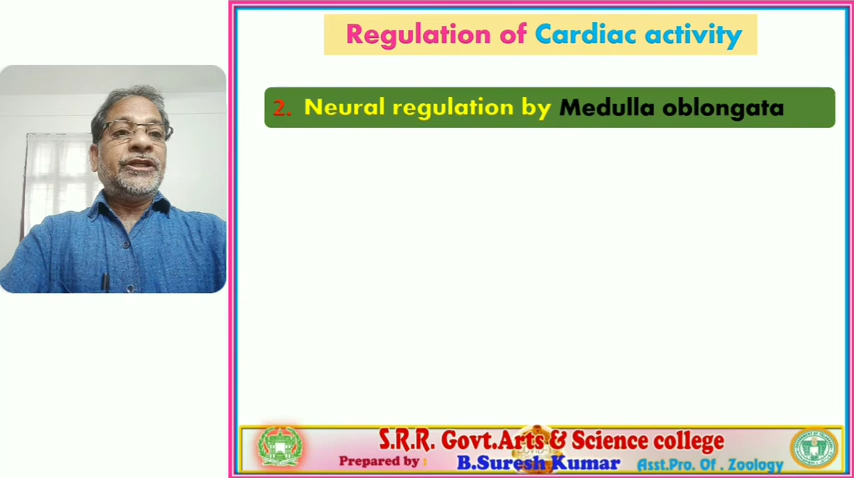 Regulation of Cardiac activity
2. Neural regulation by Medulla oblongata
S.R.R. Govt.Arts & Science college
Prepared by : B.Suresh Kumar Asst.Pro. Of . Zoology